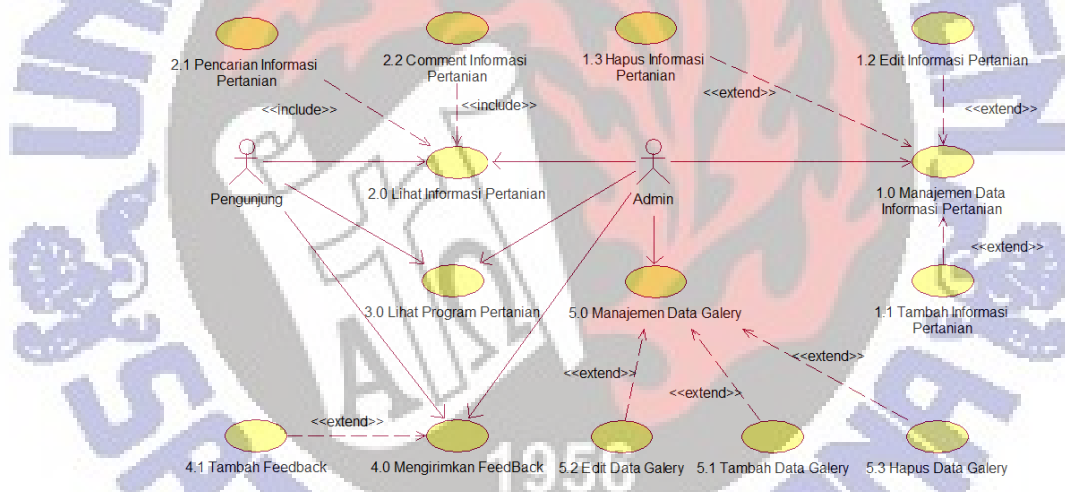 2.1 Pencarian Informasi
Pertanian
2.2 Comment Informasi
Pertanian
1.3 Hapus Informasi
Pertanian
1.2 Edit Informasi Pertanian
<<include>>
<<include>>
<<extend>>
<<extend>>
Pengunjung
2.0 Lihat Informasi Pertanian
Admin
1.0 Manajemen Data
Informasi Pertanian
<<extend>>
3.0 Lihat Program Pertanian
5.0 Manajemen Data Galery
1.1 Tambah Informasi
Pertanian
<<extend>>
<<extend>>
<<extend>>
<<extend>>
4.1 Tambah Feedback
4.0 Mengirimkan FeedBack
5.2 Edit Data Galery
5.1 Tambah Data Galery
5.3 Hapus Data Galery
1956